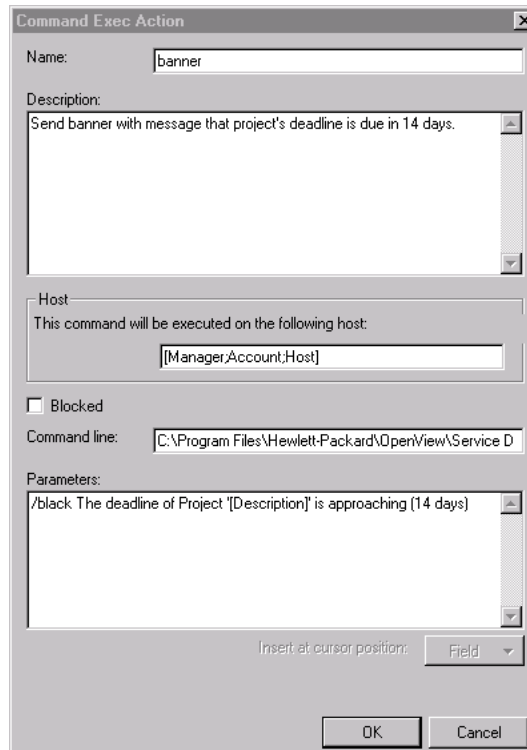 Command Exec Action
Name:
banner
Description:
Send banner with message that project's deadline is due in 14 days.
Host
This command will be executed on the following host:
[Manager;Account;Host]
Blocked
Command line:
C:\Program Files\Hewlett-Packard\OpenView\Service D
Parameters:
/black The deadline of Project '[Description]' is approaching (14 days)
Insert at cursor position:
Field
OK
Cancel